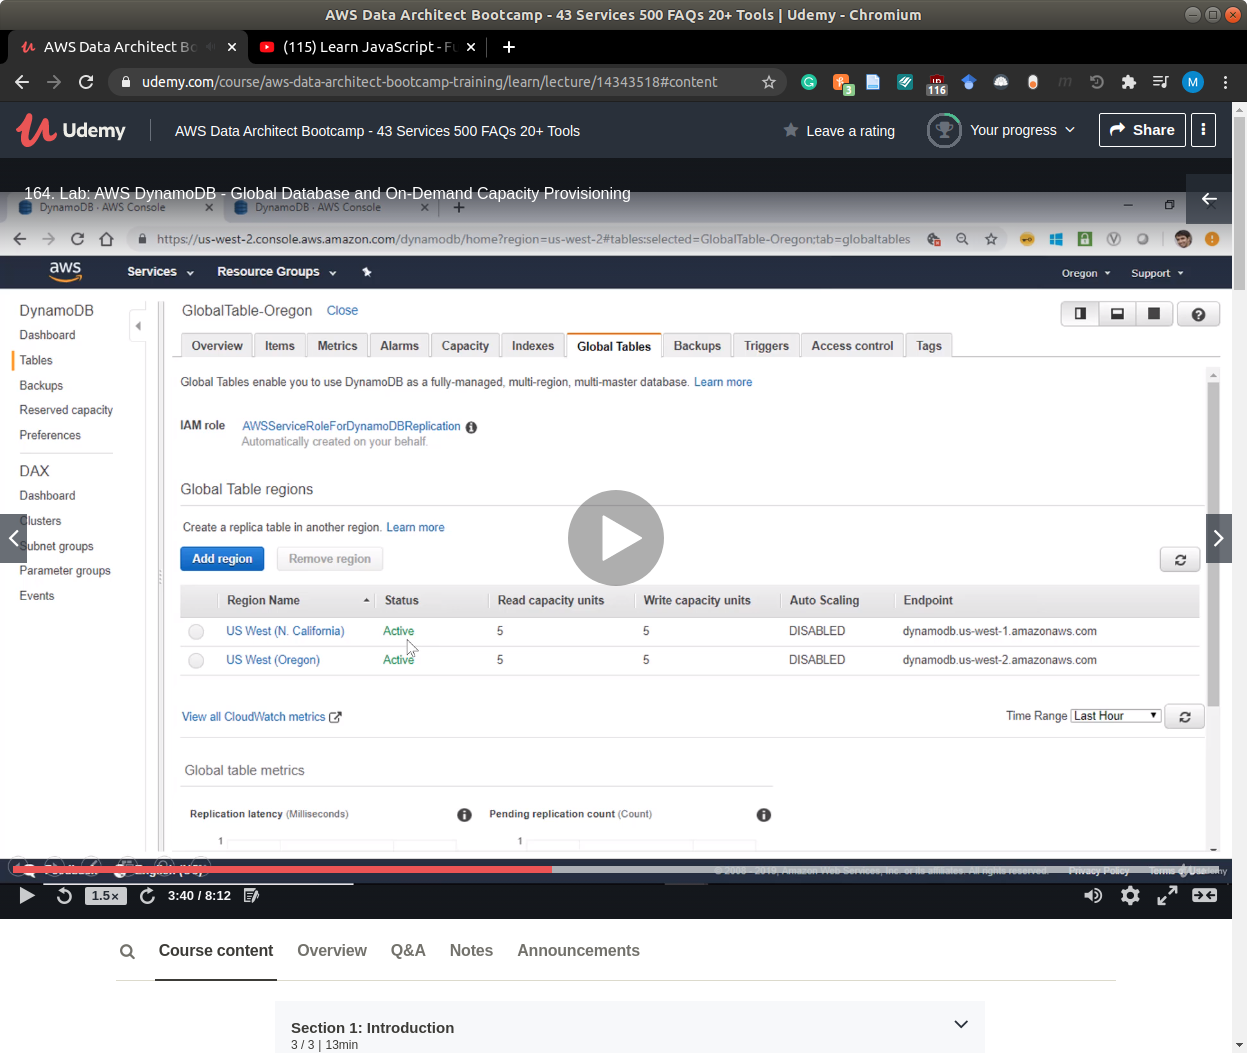 AWS Data Architect Bootcamp - 43 Services 500 FAQs 20+ Tools | Udemy - Chromium
AWS Data Architect Bo
(115) Learn JavaScript - Fu
udemy.com/course/aws-data-architect-bootcamp-training/learn/lecture/14343518#content
3
116
M
Udemy
AWS Data Architect Bootcamp - 43 Services 500 FAQs 20+ Tools
Leave a rating
Your progress
Share
164. Lab: AWS DynamoDB - Global Database and On-Demand Capacity Provisioning
DynamoDB · AWS Console
DynamoDB · AWS Console
https://us-west-2.console.aws.amazon.com/dynamodb/home?region=us-west-2#tables:selected=GlobalTable-Oregon;tab=globaltables
aws
Services
Resource Groups
Oregon
Support
DynamoDB
Dashboard
Tables
Backups
Reserved capacity
Preferences
DAX
Dashboard
Clusters
Subnet groups
Parameter groups
Events
GlobalTable-Oregon Close
Overview Items Metrics Alarms Capacity Indexes Global Tables Backups Triggers Access control Tags
Global Tables enable you to use DynamoDB as a fully-managed, multi-region, multi-master database. Learn more
IAM role AWSServiceRoleForDynamoDBReplication
Automatically created on your behalf.
Global Table regions
Create a replica table in another region. Learn more
Add region Remove region
Region Name Status Read capacity units Write capacity units Auto Scaling Endpoint
US West (N. California) Active 5 5 DISABLED dynamodb.us-west-1.amazonaws.com
US West (Oregon) Active 5 5 DISABLED dynamodb.us-west-2.amazonaws.com
View all CloudWatch metrics
Time Range Last Hour
Global table metrics
Replication latency (Milliseconds)
Pending replication count (Count)
1
1
Privacy Policy
1.5×
3:40 / 8:12
Course content Overview Q&A Notes Announcements
Section 1: Introduction
3 / 3 | 13min